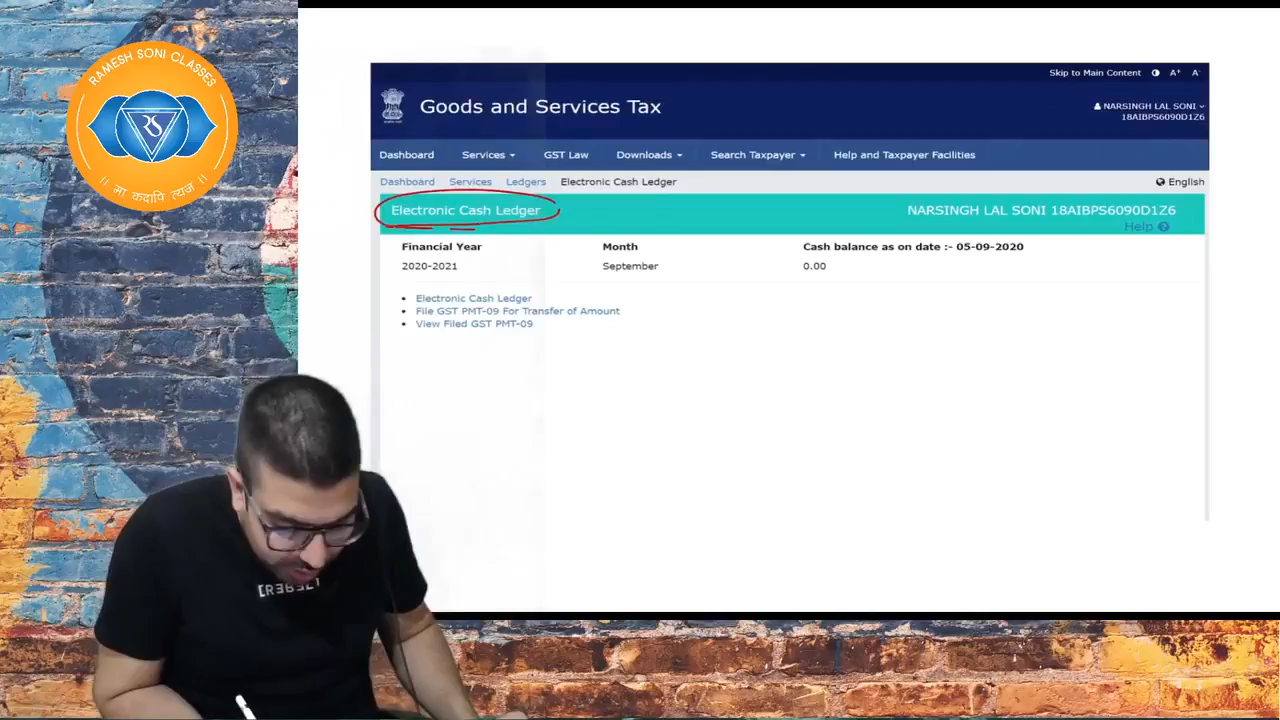 RAMESH SONI CLASSES
।। मा कदापि त्यज ।।
Skip to Main Content A+ A-
Goods and Services Tax
NARSINGH LAL SONI
18AIBPS6090D1Z6
Dashboard Services GST Law Downloads Search Taxpayer Help and Taxpayer Facilities
Dashboard Services Ledgers Electronic Cash Ledger English
Electronic Cash Ledger NARSINGH LAL SONI 18AIBPS6090D1Z6
Help
Financial Year Month Cash balance as on date :- 05-09-2020
2020-2021 September 0.00
• Electronic Cash Ledger
• File GST PMT-09 For Transfer of Amount
• View Filed GST PMT-09